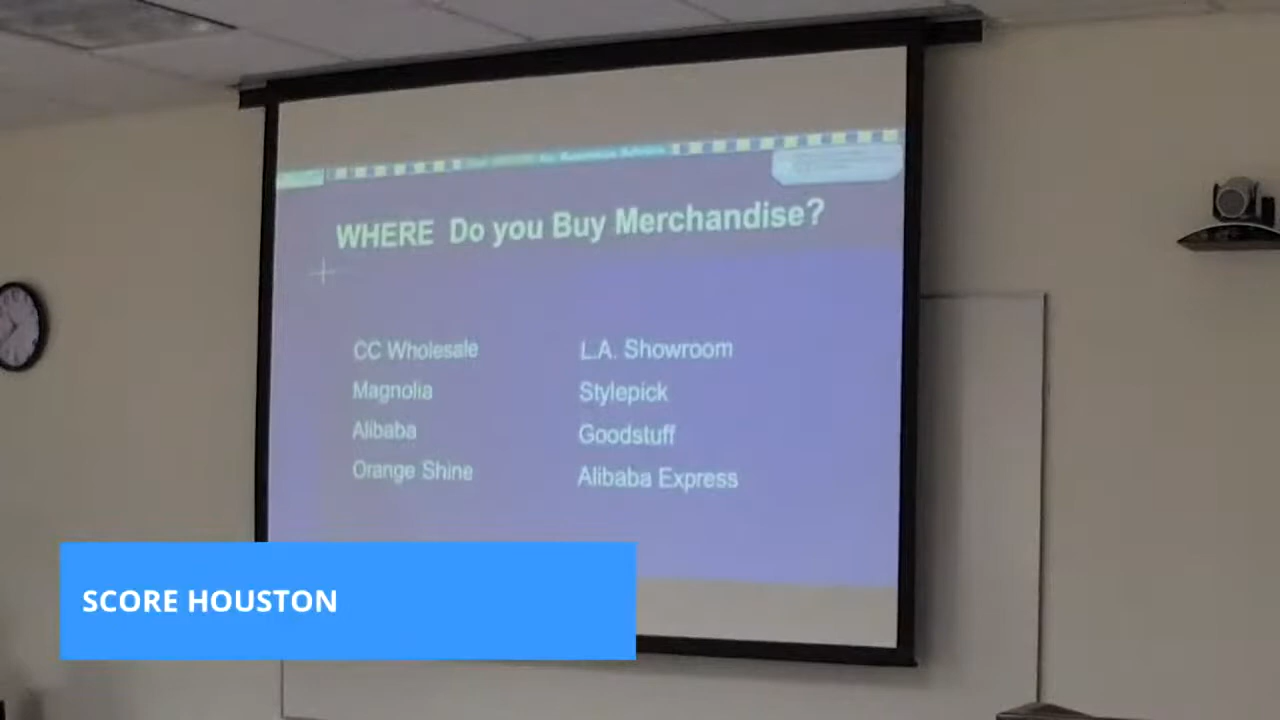 WHERE Do you Buy Merchandise?
CC Wholesale
Magnolia
Alibaba
Orange Shine
L.A. Showroom
Stylepick
Goodstuff
Alibaba Express
SCORE HOUSTON